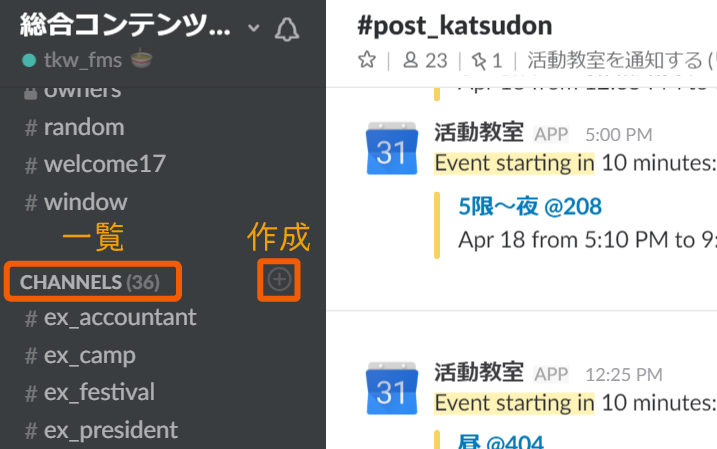 総合コンテンツ...
tkw_fms
owners
# random
# welcome17
# window
一覧
作成
CHANNELS (36)
# ex_accountant
# ex_camp
# ex_festival
# ex_president
#post_katsudon
23 | 1 | 活動教室を通知する (
活動教室 APP 5:00 PM
31
Event starting in 10 minutes:
5限〜夜 @208
Apr 18 from 5:10 PM to 9:
活動教室 APP 12:25 PM
31
Event starting in 10 minutes:
昼 @404